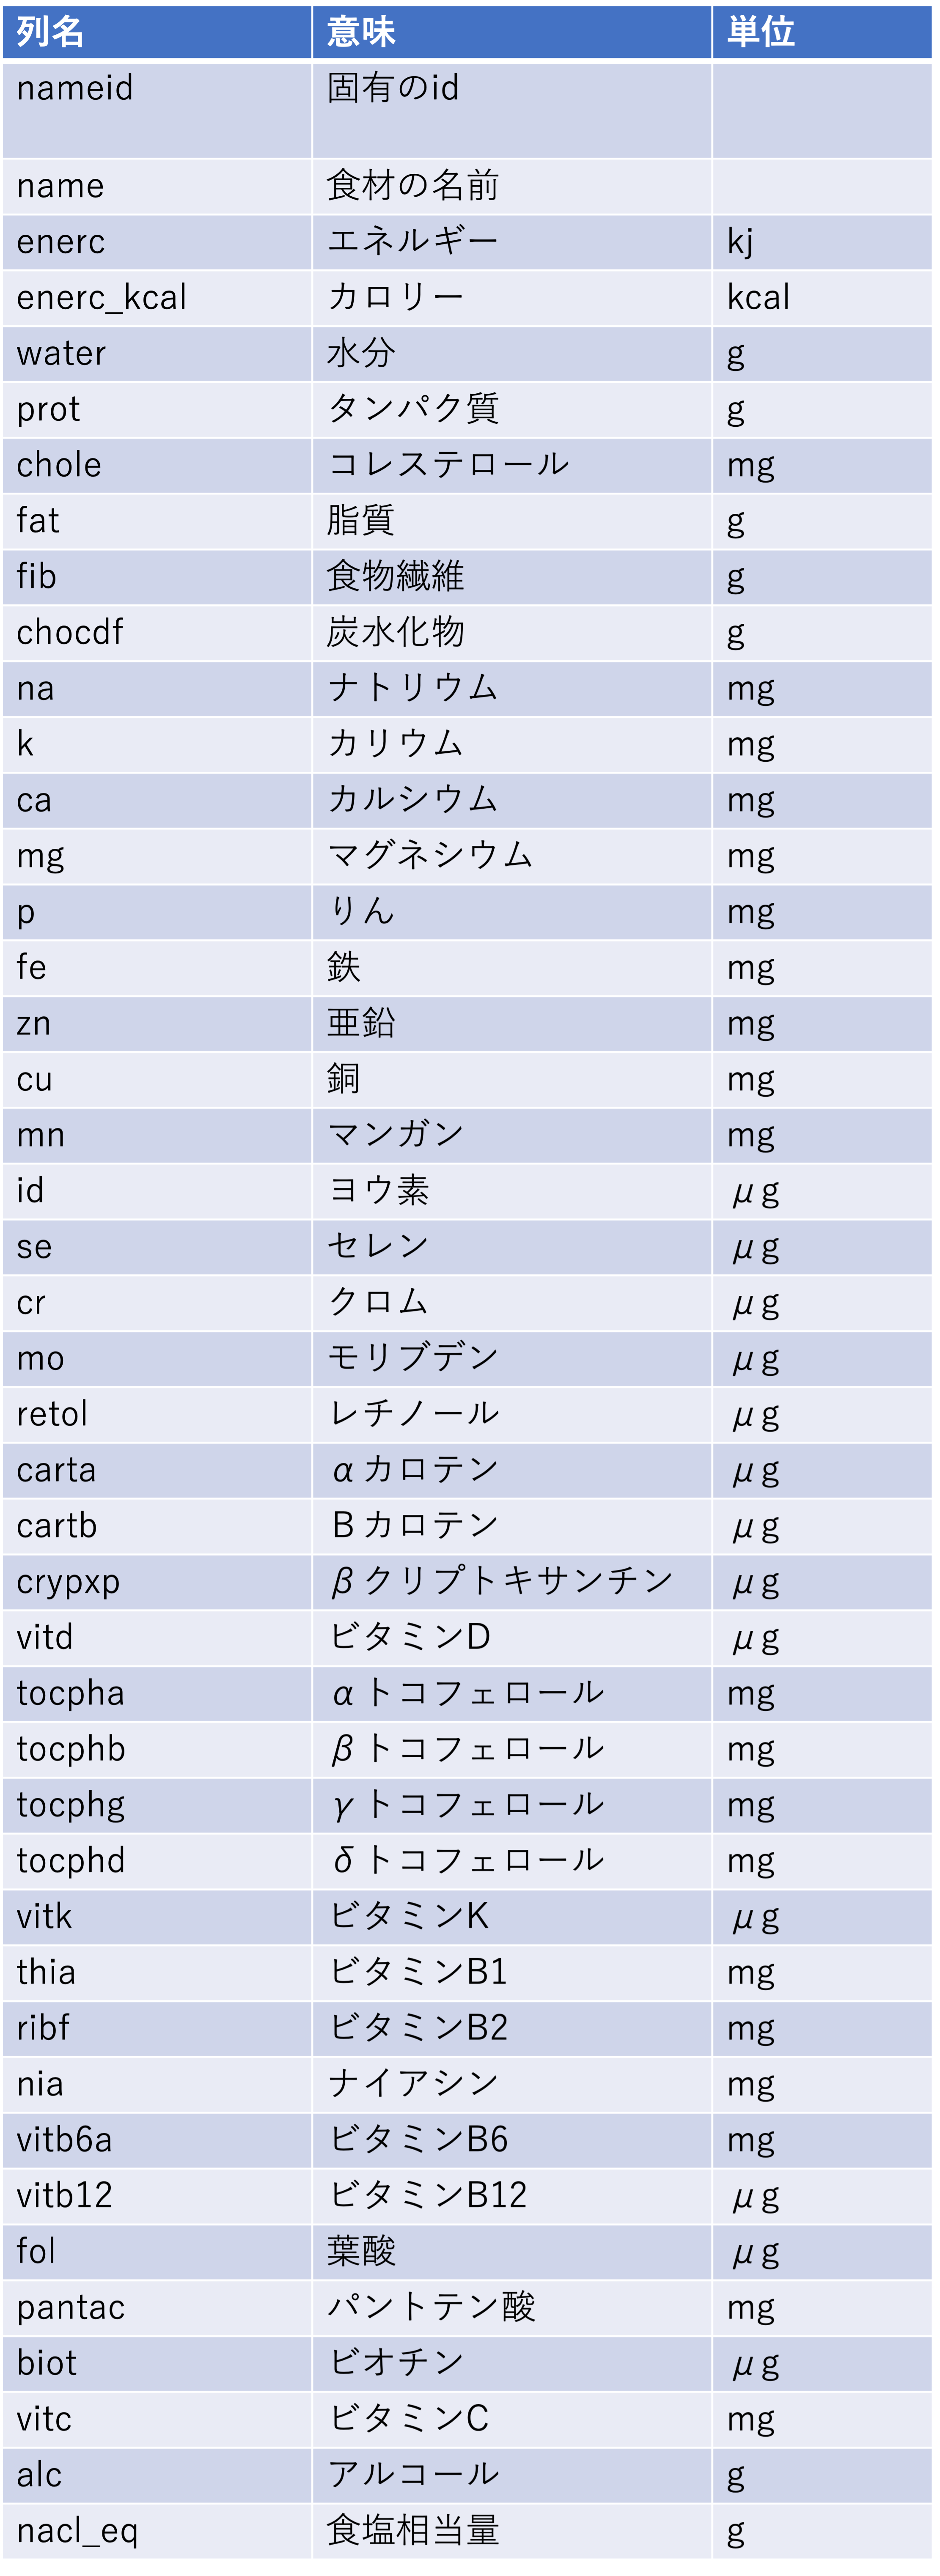 列名 意味 単位
nameid 固有のid
name 食材の名前
enerc エネルギー kj
enerc_kcal カロリー kcal
water 水分 g
prot タンパク質 g
chole コレステロール mg
fat 脂質 g
fib 食物繊維 g
chocdf 炭水化物 g
na ナトリウム mg
k カリウム mg
ca カルシウム mg
mg マグネシウム mg
p りん mg
fe 鉄 mg
zn 亜鉛 mg
cu 銅 mg
mn マンガン mg
id ヨウ素 μg
se セレン μg
cr クロム μg
mo モリブデン μg
retol レチノール μg
carta αカロテン μg
cartb Bカロテン μg
crypxp βクリプトキサンチン μg
vitd ビタミンD μg
tocpha αトコフェロール mg
tocphb βトコフェロール mg
tocphg γトコフェロール mg
tocphd δトコフェロール mg
vitk ビタミンK μg
thia ビタミンB1 mg
ribf ビタミンB2 mg
nia ナイアシン mg
vitb6a ビタミンB6 mg
vitb12 ビタミンB12 μg
fol 葉酸 μg
pantac パントテン酸 mg
biot ビオチン μg
vitc ビタミンC mg
alc アルコール g
nacl_eq 食塩相当量 g